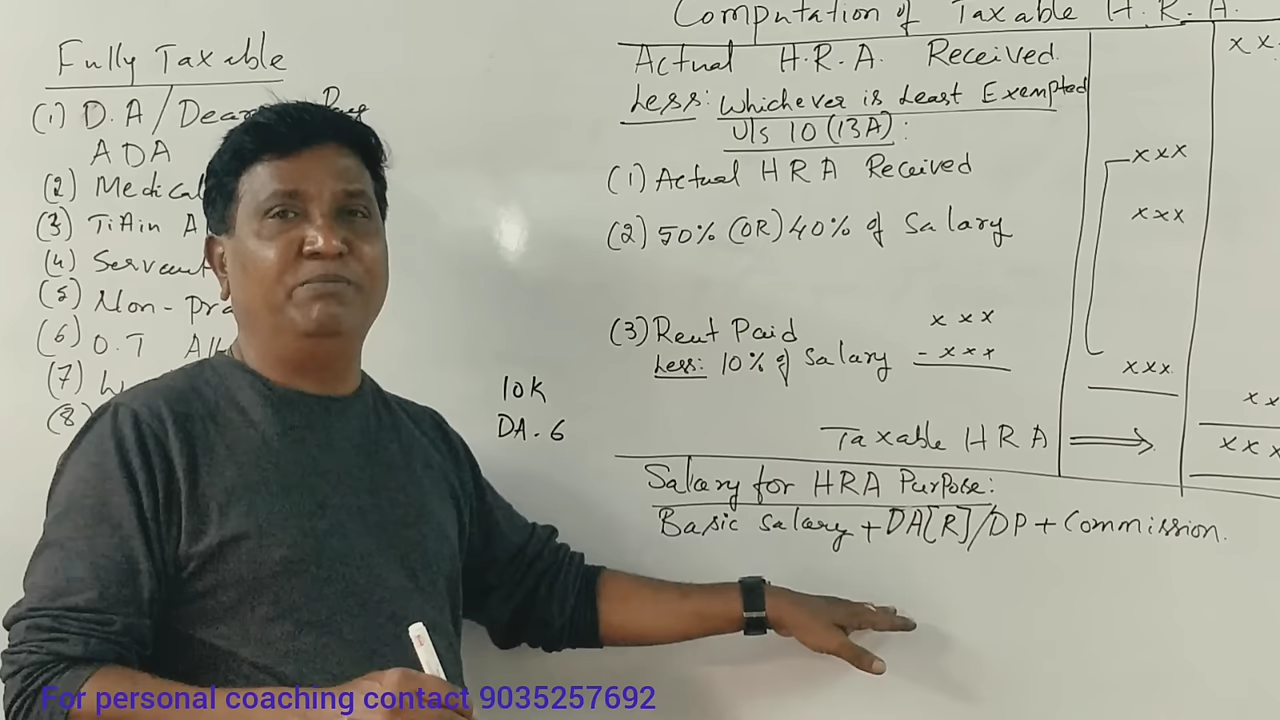 Fully Taxable
(1) D.A/Dear Pay
ADA
(2) Medical
(3) Tiffin A
(4) Servant
(5) Non-pra
(6) O.T All
(7)
(8)
10K
DA. 6
Computation of Taxable H.R.A.
Actual H.R.A. Received xx
Less: Whichever is Least Exempted
U/s 10 (13A):
(1) Actual HRA Received xxx
(2) 50% (OR) 40% of Salary xxx
(3) Rent Paid xxx
Less: 10% of Salary - xxx xxx
xx
Taxable HRA xxx
Salary for HRA Purpose:
Basic Salary + DA[R]/DP + Commission.
For personal coaching contact 9035257692